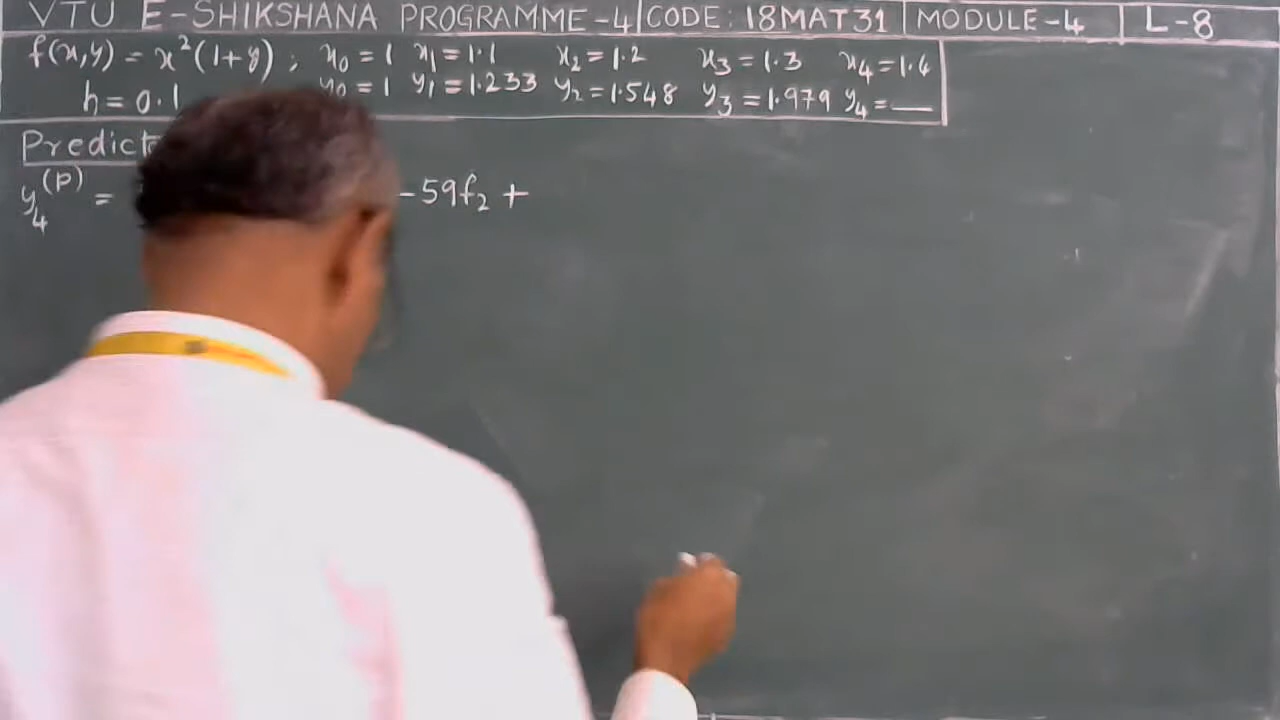 VTU E-SHIKSHANA PROGRAMME-4 CODE: 18MAT31 MODULE-4 L-8
f(x,y) = x²(1+y) ; x₀ = 1 x₁ = 1.1 x₂ = 1.2 x₃ = 1.3 x₄ = 1.4
h = 0.1 y₀ = 1 y₁ = 1.233 y₂ = 1.548 y₃ = 1.979 y₄ = —
Predict
y₄⁽ᵖ⁾ = -59f₂ +